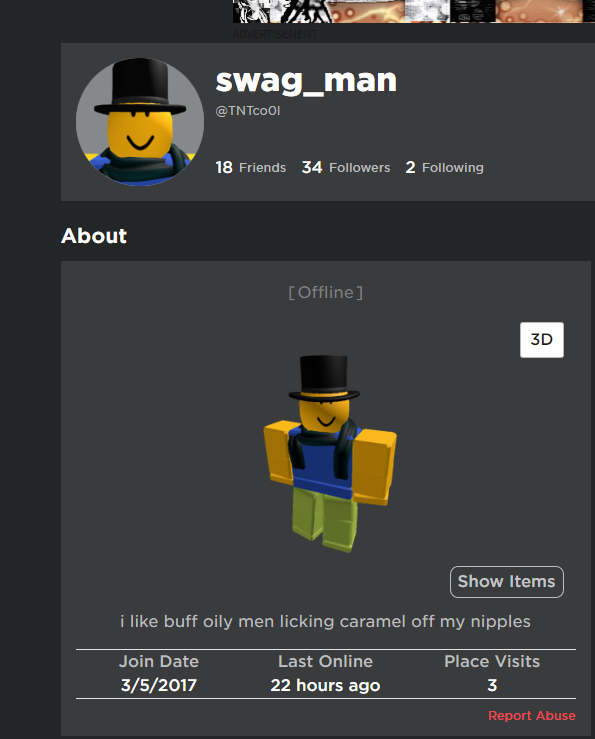 ADVERTISEMENT
swag_man
@TNTco0l
18 Friends 34 Followers 2 Following
About
[ Offline ]
3D
Show Items
i like buff oily men licking caramel off my nipples
Join Date Last Online Place Visits
3/5/2017 22 hours ago 3
Report Abuse